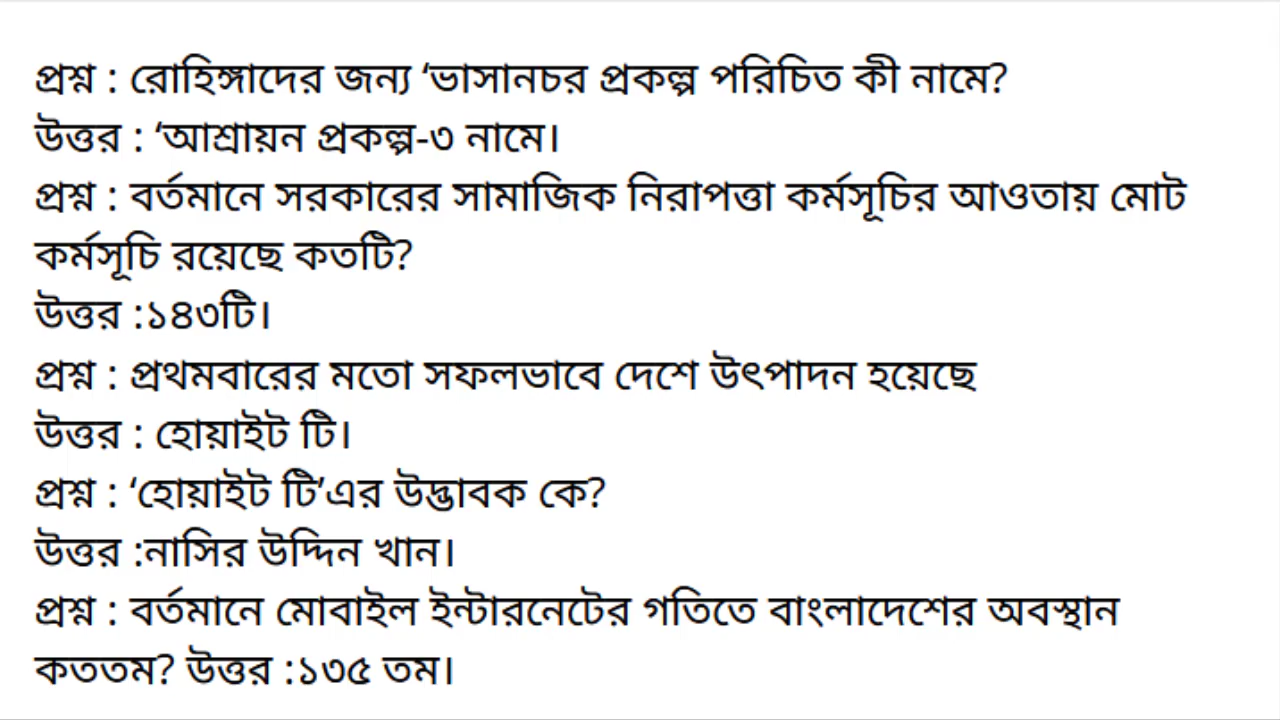 প্রশ্ন : রোহিঙ্গাদের জন্য ‘ভাসানচর প্রকল্প পরিচিত কী নামে?
উত্তর : ‘আশ্রায়ন প্রকল্প-৩ নামে।
প্রশ্ন : বর্তমানে সরকারের সামাজিক নিরাপত্তা কর্মসূচির আওতায় মোট
কর্মসূচি রয়েছে কতটি?
উত্তর :১৪৩টি।
প্রশ্ন : প্রথমবারের মতো সফলভাবে দেশে উৎপাদন হয়েছে
উত্তর : হোয়াইট টি।
প্রশ্ন : ‘হোয়াইট টি’এর উদ্ভাবক কে?
উত্তর :নাসির উদ্দিন খান।
প্রশ্ন : বর্তমানে মোবাইল ইন্টারনেটের গতিতে বাংলাদেশের অবস্থান
কততম? উত্তর :১৩৫ তম।